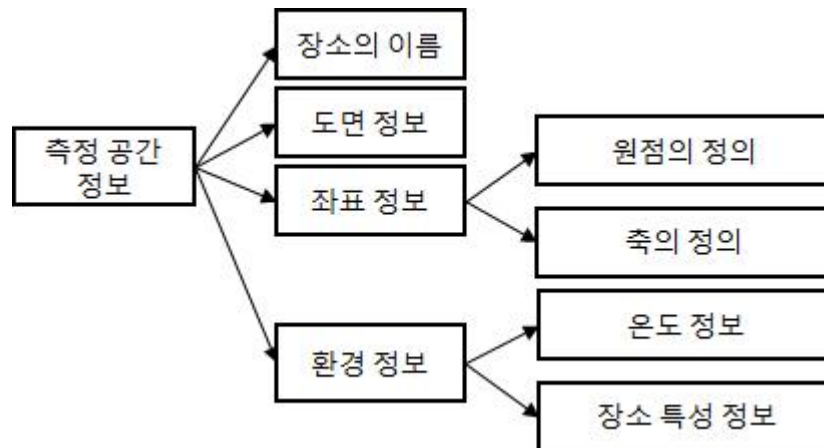 장소의 이름
도면 정보
측정 공간
정보
좌표 정보
원점의 정의
축의 정의
환경 정보
온도 정보
장소 특성 정보